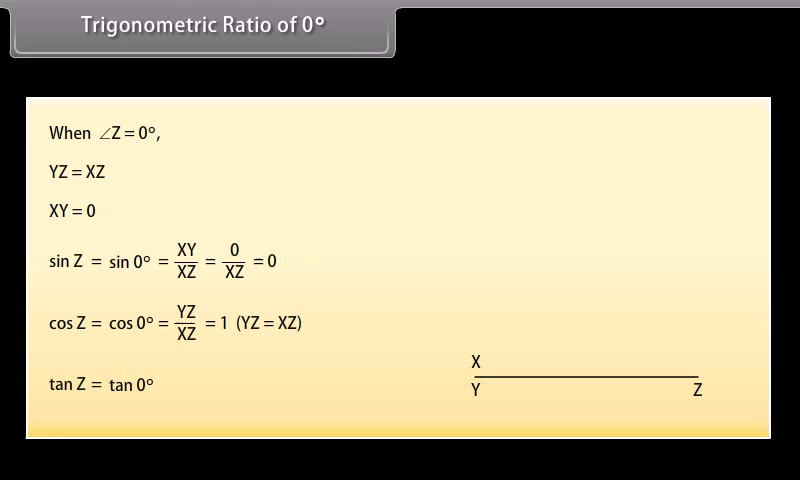 Trigonometric Ratio of 0°
When ∠Z = 0°,
YZ = XZ
XY = 0
sin Z = sin 0° = XY/XZ = 0/XZ = 0
cos Z = cos 0° = YZ/XZ = 1 (YZ = XZ)
tan Z = tan 0°
X
Y Z